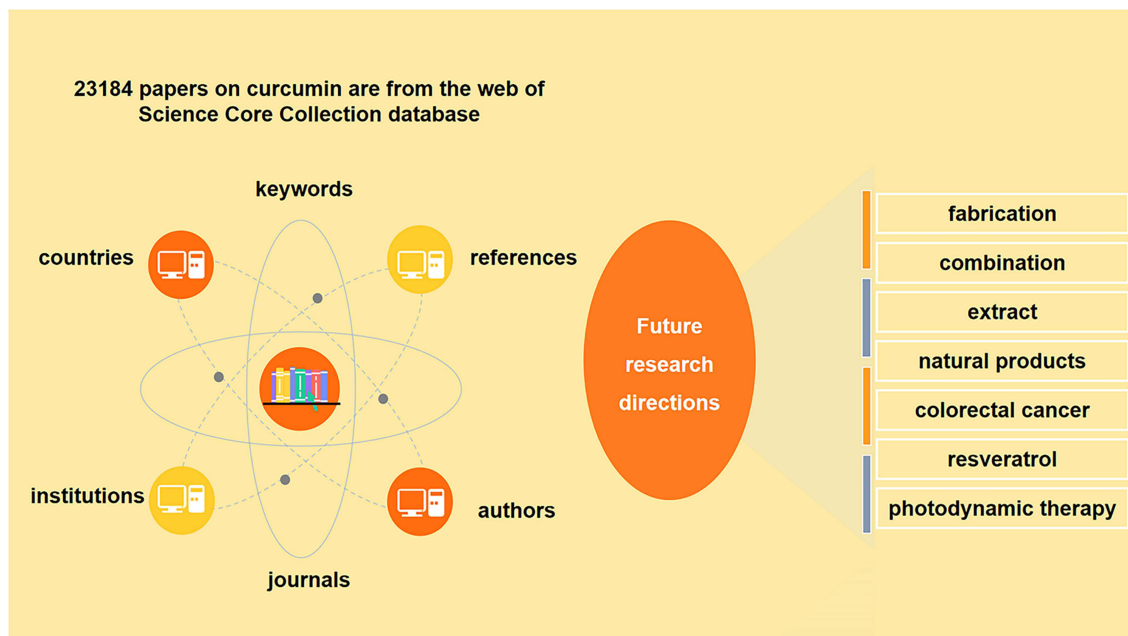 23184 papers on curcumin are from the web of
Science Core Collection database
keywords
countries
references
institutions
authors
journals
Future
research
directions
fabrication
combination
extract
natural products
colorectal cancer
resveratrol
photodynamic therapy